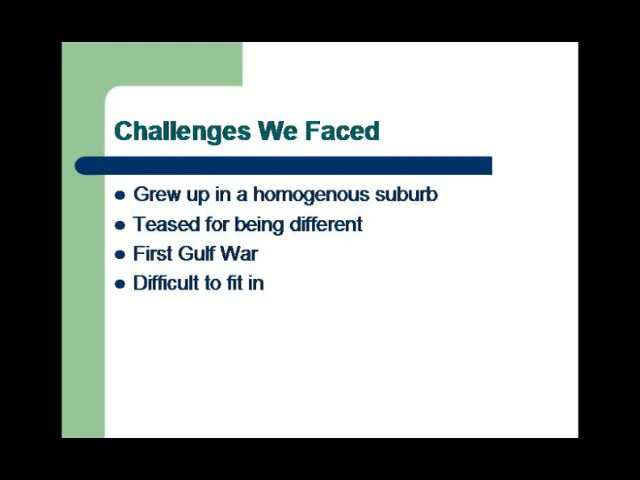 Challenges We Faced
Grew up in a homogenous suburb
Teased for being different
First Gulf War
Difficult to fit in